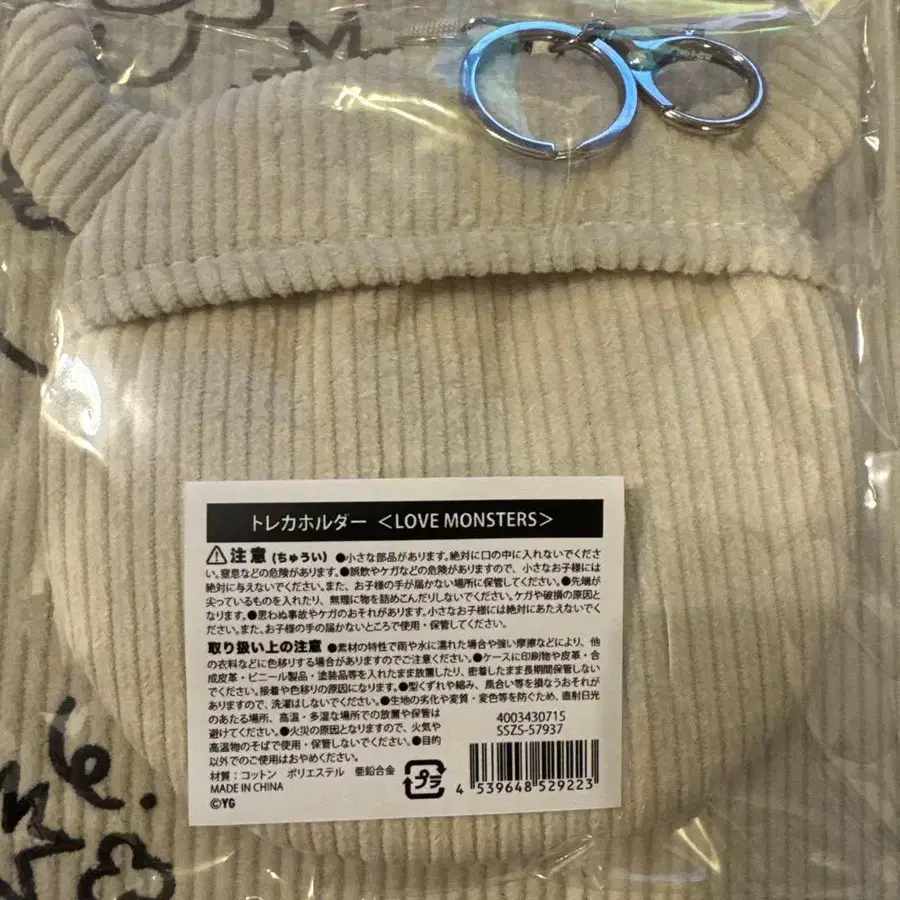 トレカホルダー <LOVE MONSTERS>
注意 (ちゅうい) ●小さな部品があります。絶対に口の中に入れないでくださ
い。窒息などの危険があります。●誤飲やケガなどの危険がありますので、小さなお子様には
絶対に与えないでください。また、お子様の手が届かない場所に保管してください。●先端が
尖っているものを入れたり、無理に物を詰めこんだりしないでください。ケガや破損の原因と
なります。●思わぬ事故やケガのおそれがあります。小さなお子様には絶対にあたえないでくだ
さい。また、お子様の手の届かないところで使用・保管してください。
取り扱い上の注意 ●素材の特性で雨や水に濡れた場合や強い摩擦などにより、他
の衣料などに色移りする場合がありますのでご注意ください。●ケースに印刷物や皮革・合
成皮革・ビニール製品・塗装品等を入れたまま放置したり、密着したまま長期間保管しない
でください。接着や色移りの原因になります。●型くずれや縮み、風合い等を損なうおそれが
ありますので、洗濯はしないでください。●生地の劣化や変質・変色等を防ぐため、直射日光
のあたる場所、高温・多湿な場所での放置や保管は
避けてください。●火災の原因となりますので、火気や
高温物のそばで使用・保管しないでください。●目的
以外でのご使用はおやめください。
材質：コットン ポリエステル 亜鉛合金
MADE IN CHINA
©YG
プラ
4003430715
SSZS-57937
4 539648 529223